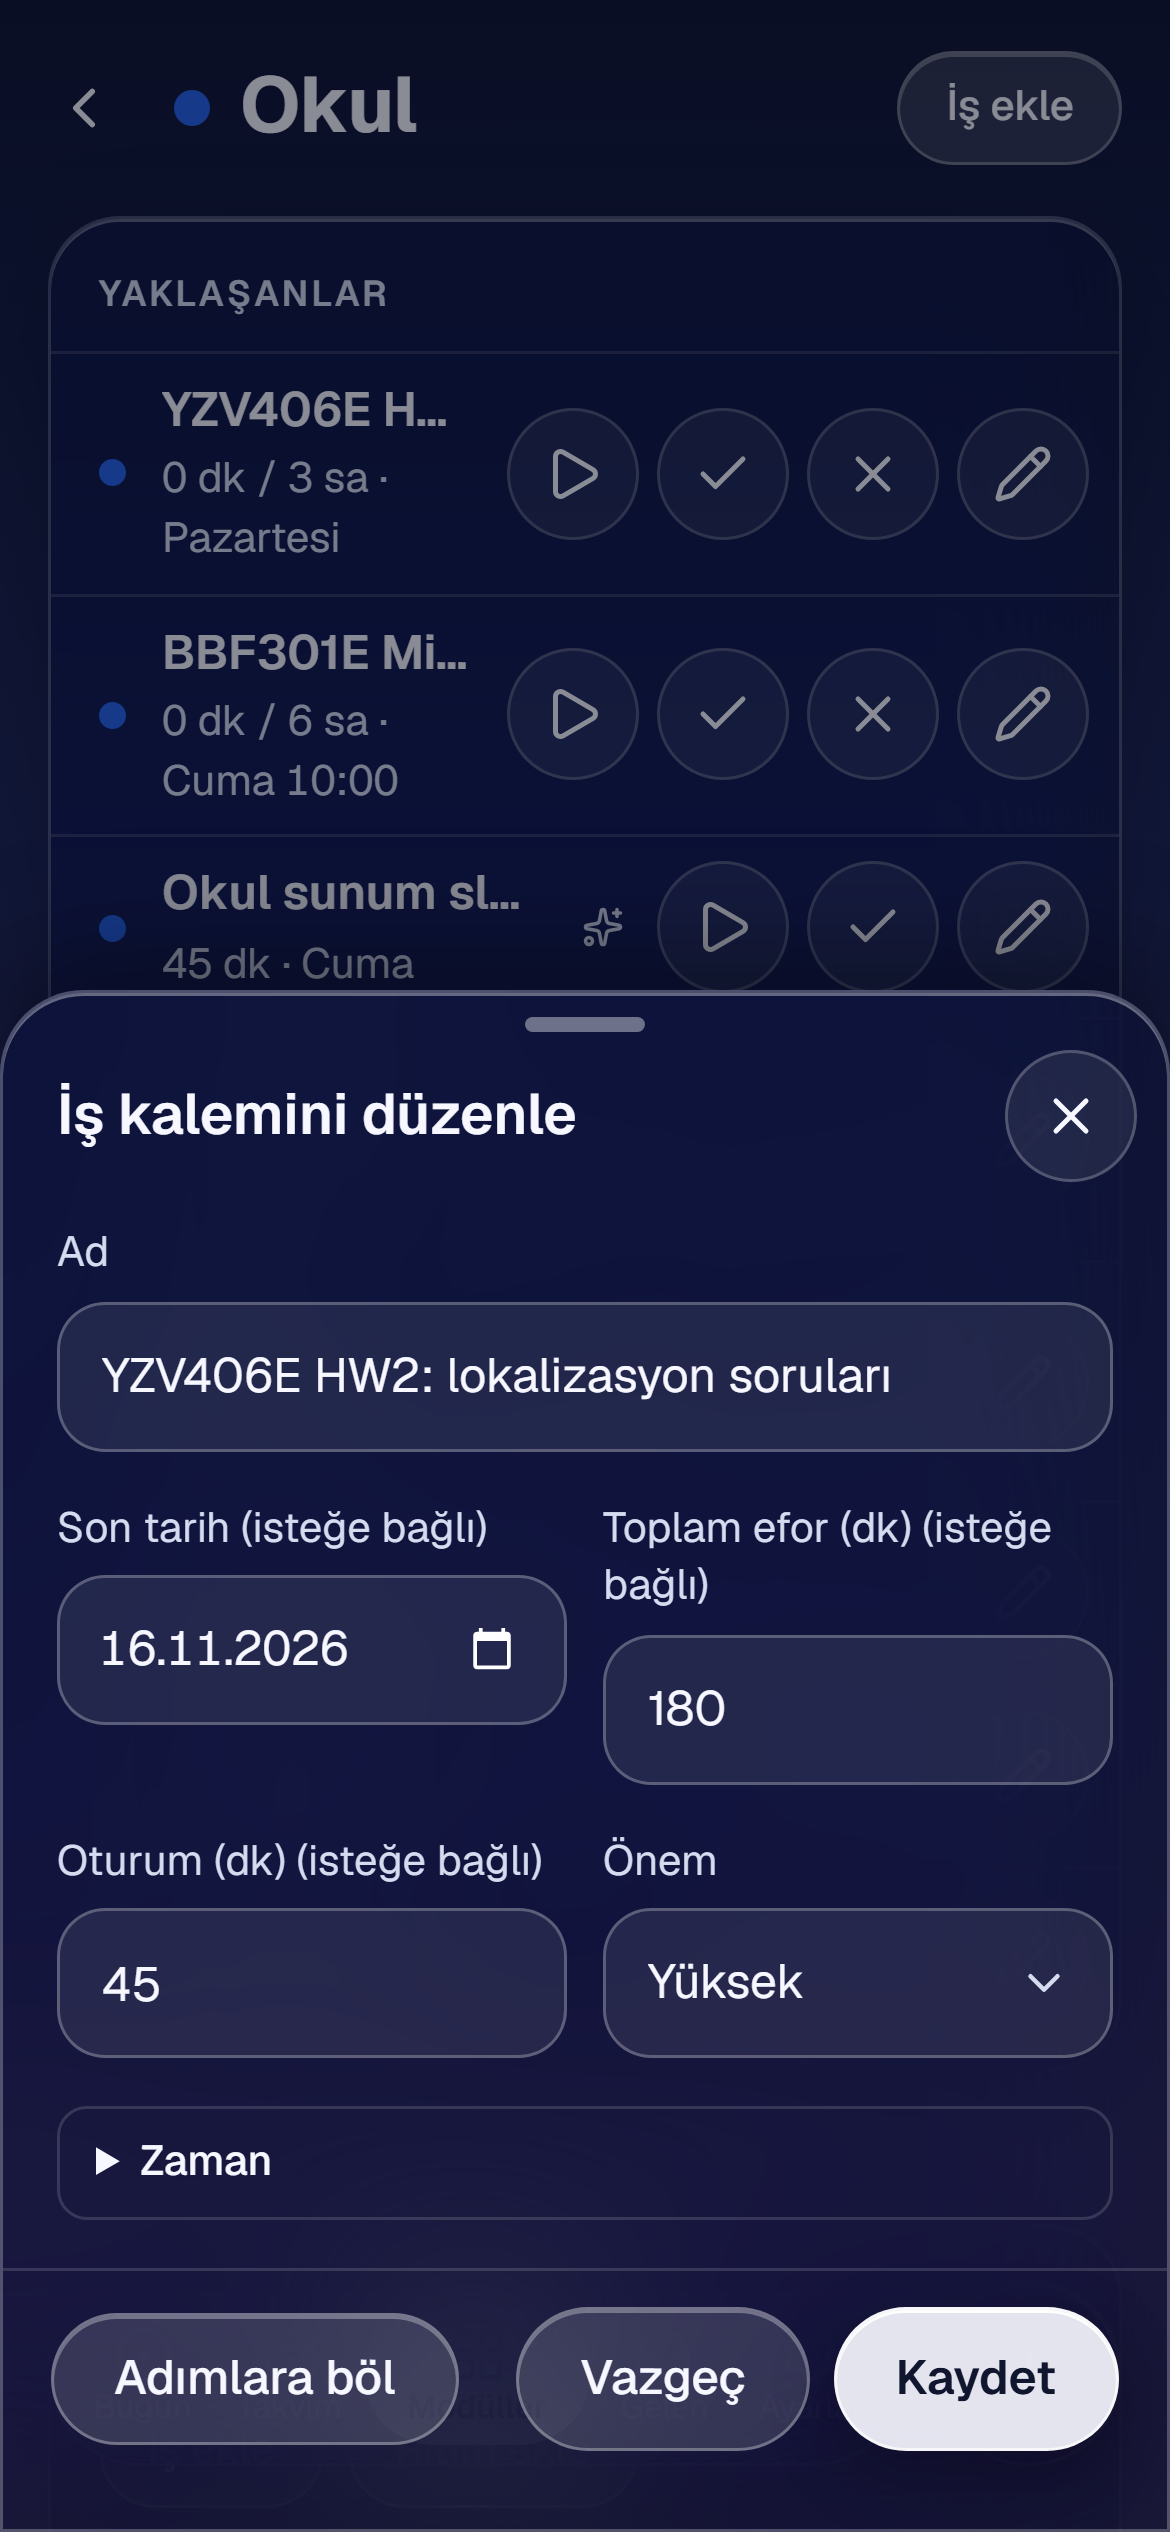 Okul
İş ekle
YAKLAŞANLAR
YZV406E H...
0 dk / 3 sa ·
Pazartesi
BBF301E Mi...
0 dk / 6 sa ·
Cuma 10:00
Okul sunum sl...
45 dk · Cuma
İş kalemini düzenle
Ad
YZV406E HW2: lokalizasyon soruları
Son tarih (isteğe bağlı)
Toplam efor (dk) (isteğe
bağlı)
16.11.2026
180
Oturum (dk) (isteğe bağlı)
Önem
45
Yüksek
Zaman
Adımlara böl
Vazgeç
Kaydet